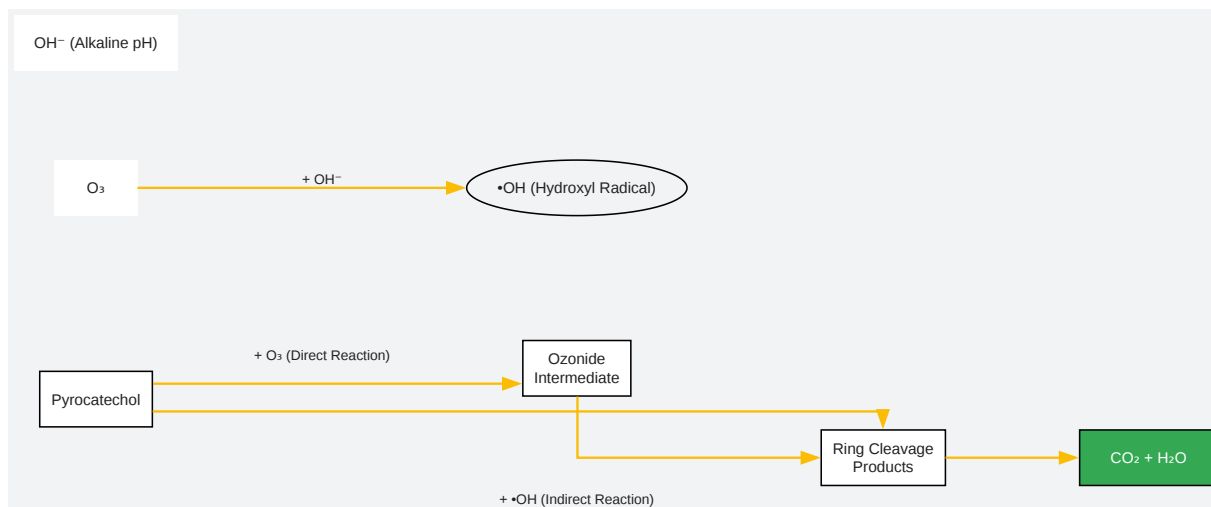 OH⁻ (Alkaline pH)
O₃
+ OH⁻
•OH (Hydroxyl Radical)
+ O₃ (Direct Reaction)
Ozonide
Intermediate
Pyrocatechol
Ring Cleavage
Products
CO₂ + H₂O
+ •OH (Indirect Reaction)